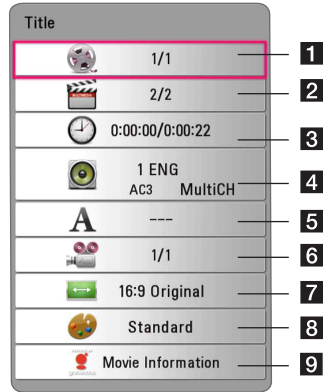 Title
1/1 1
2/2 2
0:00:00/0:00:22 3
1 ENG
AC3 MultiCH 4
A --- 5
1/1 6
16:9 Original 7
Standard 8
Movie Information 9